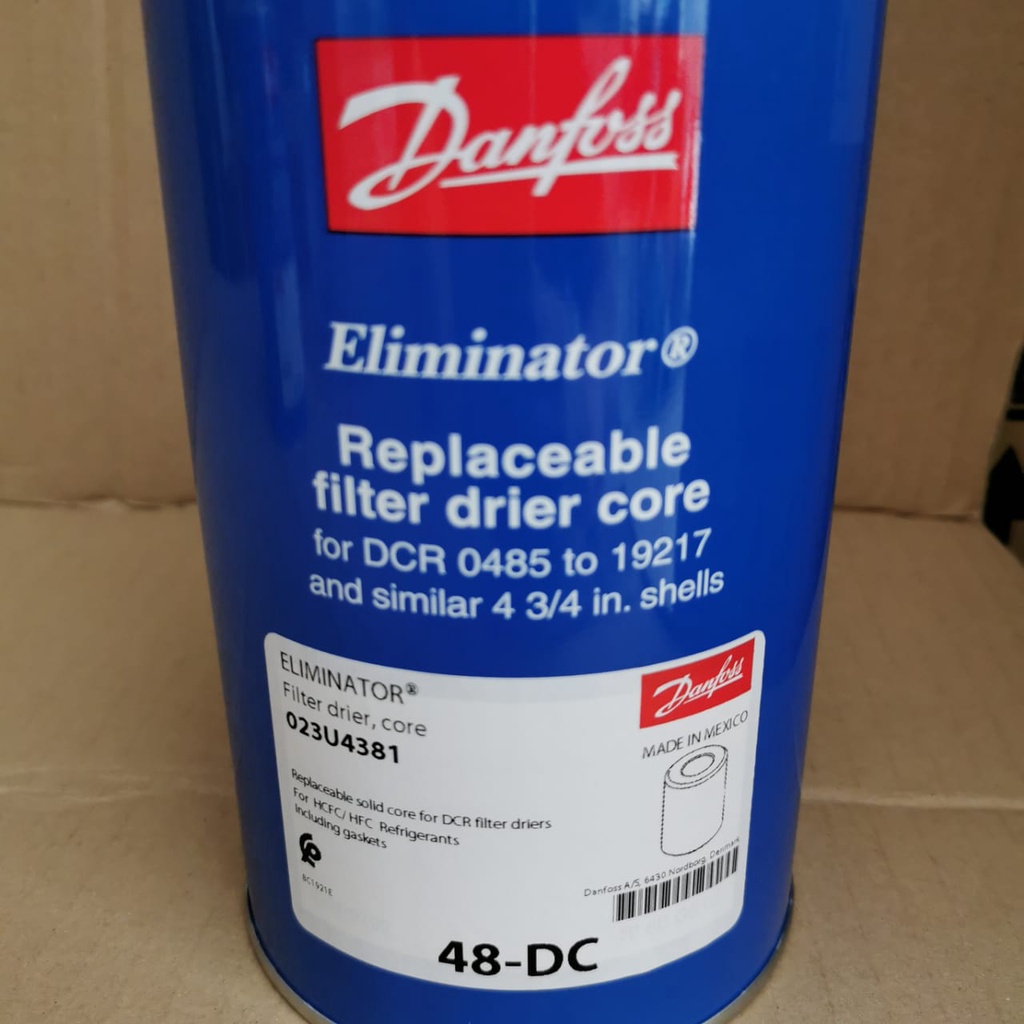 Danfoss
Eliminator®
Replaceable
filter drier core
for DCR 0485 to 19217
and similar 4 3/4 in. shells
ELIMINATOR®
Filter drier, core
023U4381
Danfoss
MADE IN MEXICO
Replaceable solid core for DCR filter driers
For HCFC/ HFC Refrigerants
Including gaskets
BC1921E
Danfoss A/S, 6430 Nordborg, Denmark
48-DC